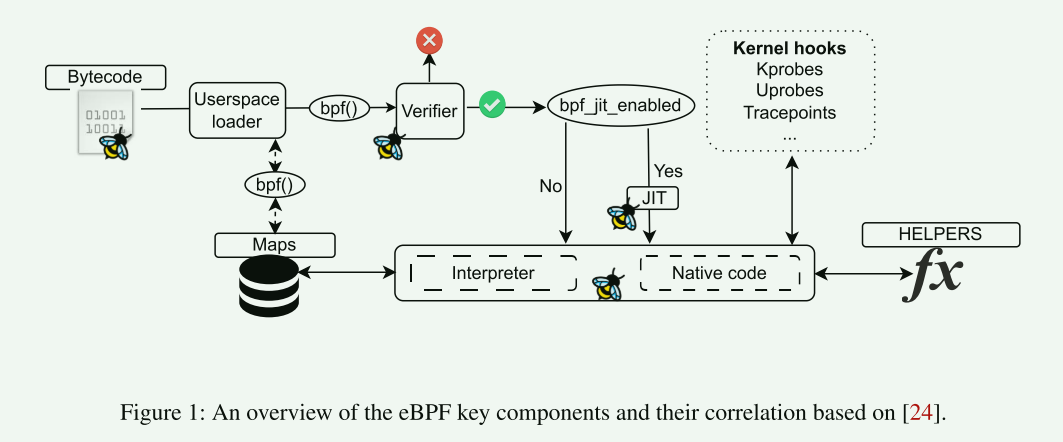 Bytecode
01001
10011
Userspace
loader
bpf()
Verifier
bpf_jit_enabled
Kernel hooks
Kprobes
Uprobes
Tracepoints
...
bpf()
No
Yes
JIT
Maps
Interpreter
Native code
HELPERS
fx
Figure 1: An overview of the eBPF key components and their correlation based on [24].